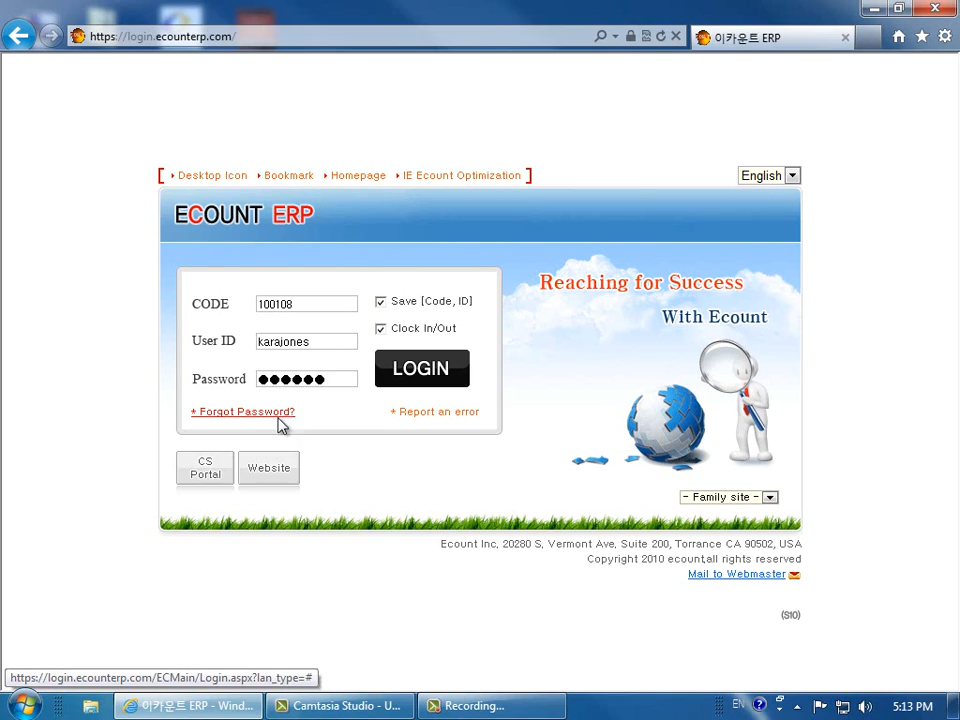 https://login.ecounterp.com/
이카운트 ERP
Desktop Icon
Bookmark
Homepage
IE Ecount Optimization
English
ECOUNT ERP
CODE
100108
Save [Code, ID]
User ID
karajones
Clock In/Out
Password
LOGIN
* Forgot Password?
* Report an error
Reaching for Success
With Ecount
CS
Portal
Website
- Family site -
Ecount Inc, 20280 S, Vermont Ave, Suite 200, Torrance CA 90502, USA
Copyright 2010 ecount,all rights reserved
Mail to Webmaster
(S10)
https://login.ecounterp.com/ECMain/Login.aspx?lan_type=#
이카운트 ERP - Wind...
Camtasia Studio - U...
Recording...
EN
5:13 PM